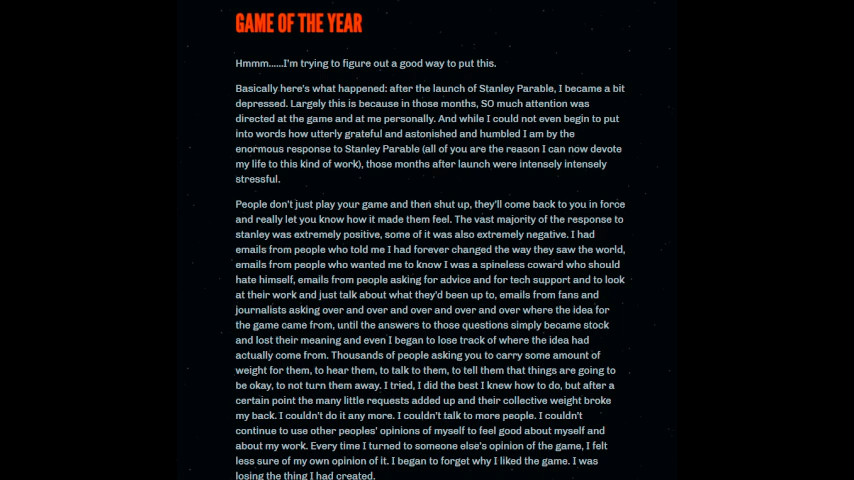 GAME OF THE YEAR
Hmmm......I'm trying to figure out a good way to put this.
Basically here's what happened: after the launch of Stanley Parable, I became a bit
depressed. Largely this is because in those months, SO much attention was
directed at the game and at me personally. And while I could not even begin to put
into words how utterly grateful and astonished and humbled I am by the
enormous response to Stanley Parable (all of you are the reason I can now devote
my life to this kind of work), those months after launch were intensely intensely
stressful.
People don't just play your game and then shut up, they'll come back to you in force
and really let you know how it made them feel. The vast majority of the response to
stanley was extremely positive, some of it was also extremely negative. I had
emails from people who told me I had forever changed the way they saw the world,
emails from people who wanted me to know I was a spineless coward who should
hate himself, emails from people asking for advice and for tech support and to look
at their work and just talk about what they'd been up to, emails from fans and
journalists asking over and over and over and over and over where the idea for
the game came from, until the answers to those questions simply became stock
and lost their meaning and even I began to lose track of where the idea had
actually come from. Thousands of people asking you to carry some amount of
weight for them, to hear them, to talk to them, to tell them that things are going to
be okay, to not turn them away. I tried, I did the best I knew how to do, but after a
certain point the many little requests added up and their collective weight broke
my back. I couldn't do it any more. I couldn't talk to more people. I couldn't
continue to use other peoples' opinions of myself to feel good about myself and
about my work. Every time I turned to someone else's opinion of the game, I felt
less sure of my own opinion of it. I began to forget why I liked the game. I was
losing the thing I had created.